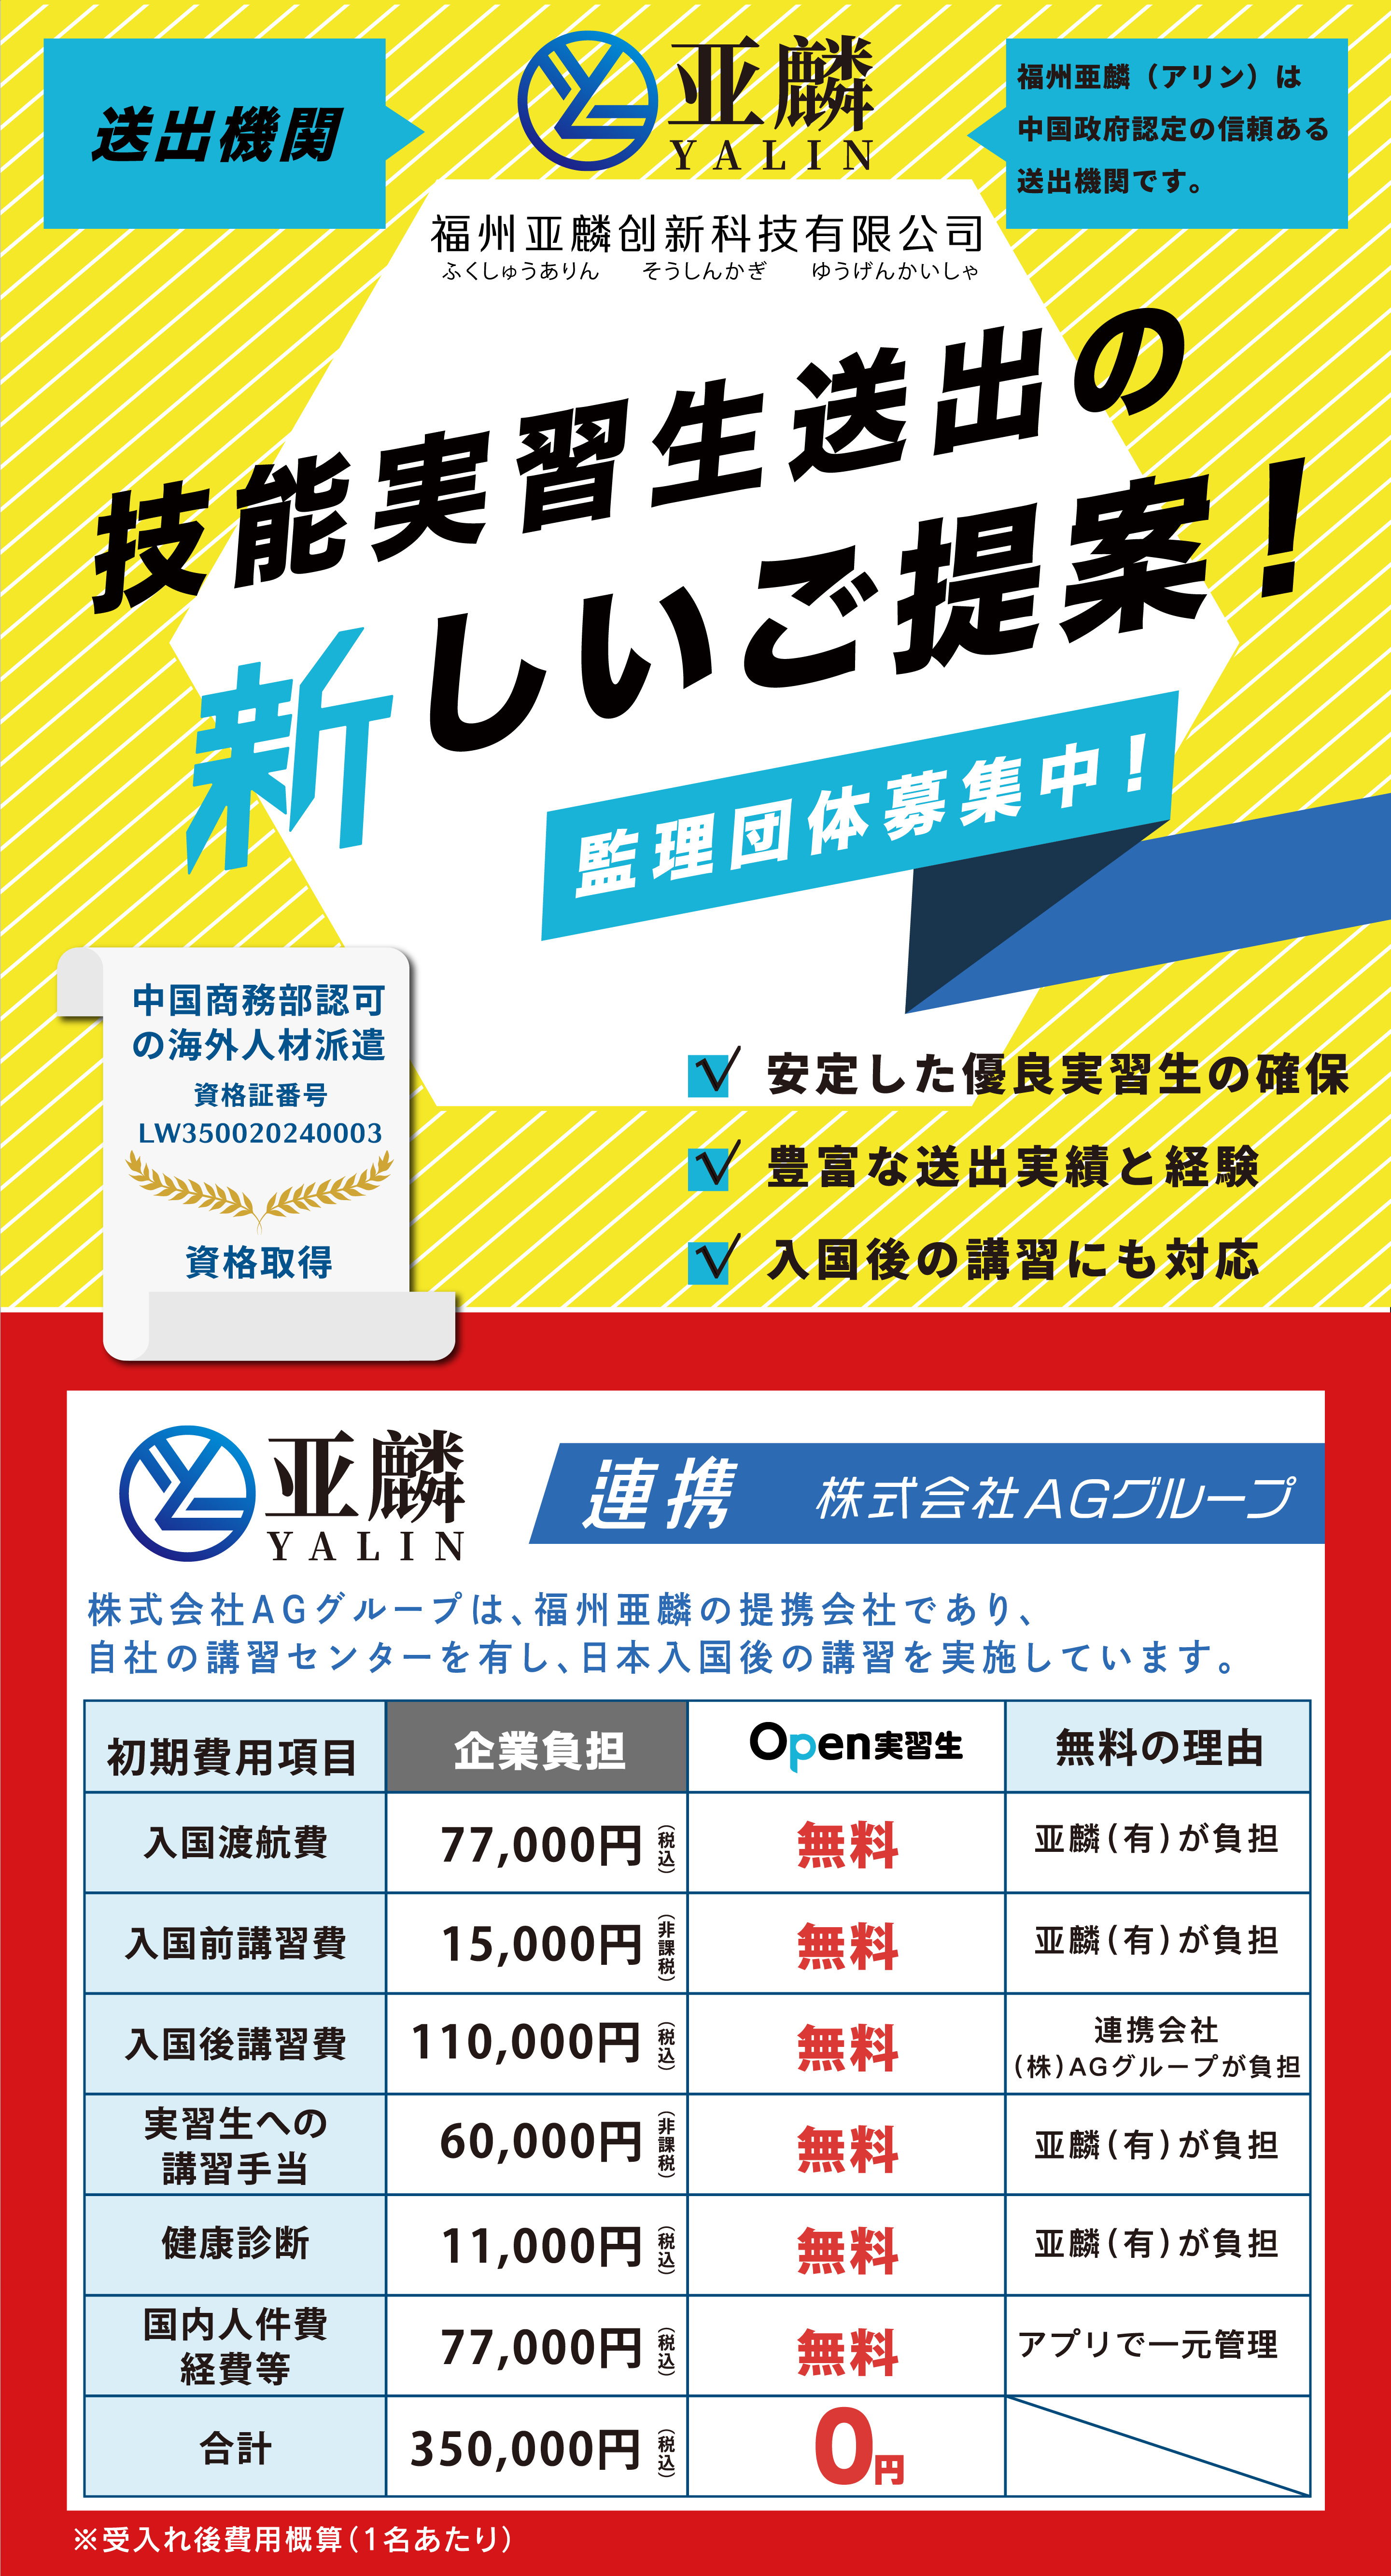 送出機関
亚麟
YALIN
福州亜麟（アリン）は
中国政府認定の信頼ある
送出機関です。
福州亚麟创新科技有限公司
ふくしゅうありん　そうしんかぎ　ゆうげんかいしゃ
技能実習生送出の
新しいご提案！
監理団体募集中！
中国商務部認可
の海外人材派遣
資格証番号
LW350020240003
資格取得
安定した優良実習生の確保
豊富な送出実績と経験
入国後の講習にも対応
亚麟
YALIN
連携　株式会社AGグループ
株式会社AGグループは、福州亜麟の提携会社であり、
自社の講習センターを有し、日本入国後の講習を実施しています。
初期費用項目　企業負担　Open実習生　無料の理由
入国渡航費　77,000円（税込）　無料　亚麟（有）が負担
入国前講習費　15,000円（非課税）　無料　亚麟（有）が負担
入国後講習費　110,000円（税込）　無料　連携会社
（株）AGグループが負担
実習生への
講習手当　60,000円（非課税）　無料　亚麟（有）が負担
健康診断　11,000円（税込）　無料　亚麟（有）が負担
国内人件費
経費等　77,000円（税込）　無料　アプリで一元管理
合計　350,000円（税込）　0円
※受入れ後費用概算（1名あたり）